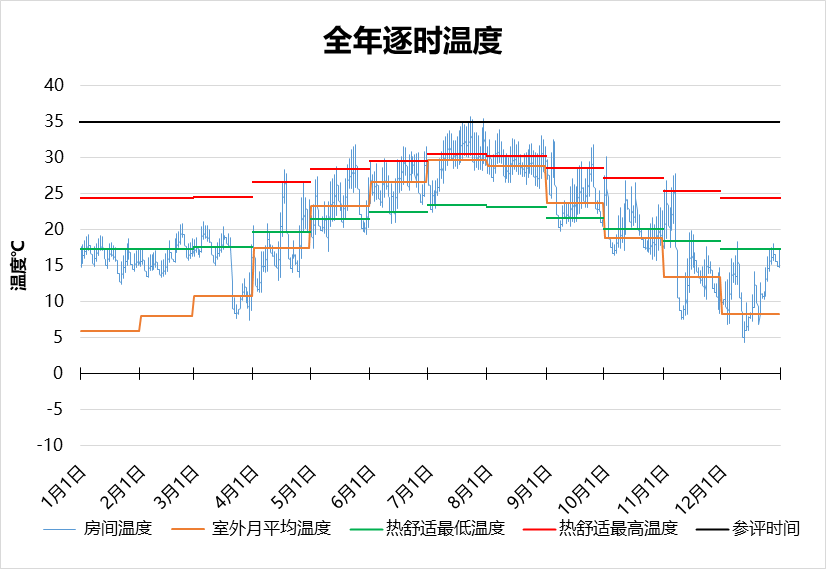 全年逐时温度
40
35
30
25
20
15
10
5
0
-5
-10
温度℃
1月1日
2月1日
3月1日
4月1日
5月1日
6月1日
7月1日
8月1日
9月1日
10月1日
11月1日
12月1日
房间温度 室外月平均温度 热舒适最低温度 热舒适最高温度 参评时间